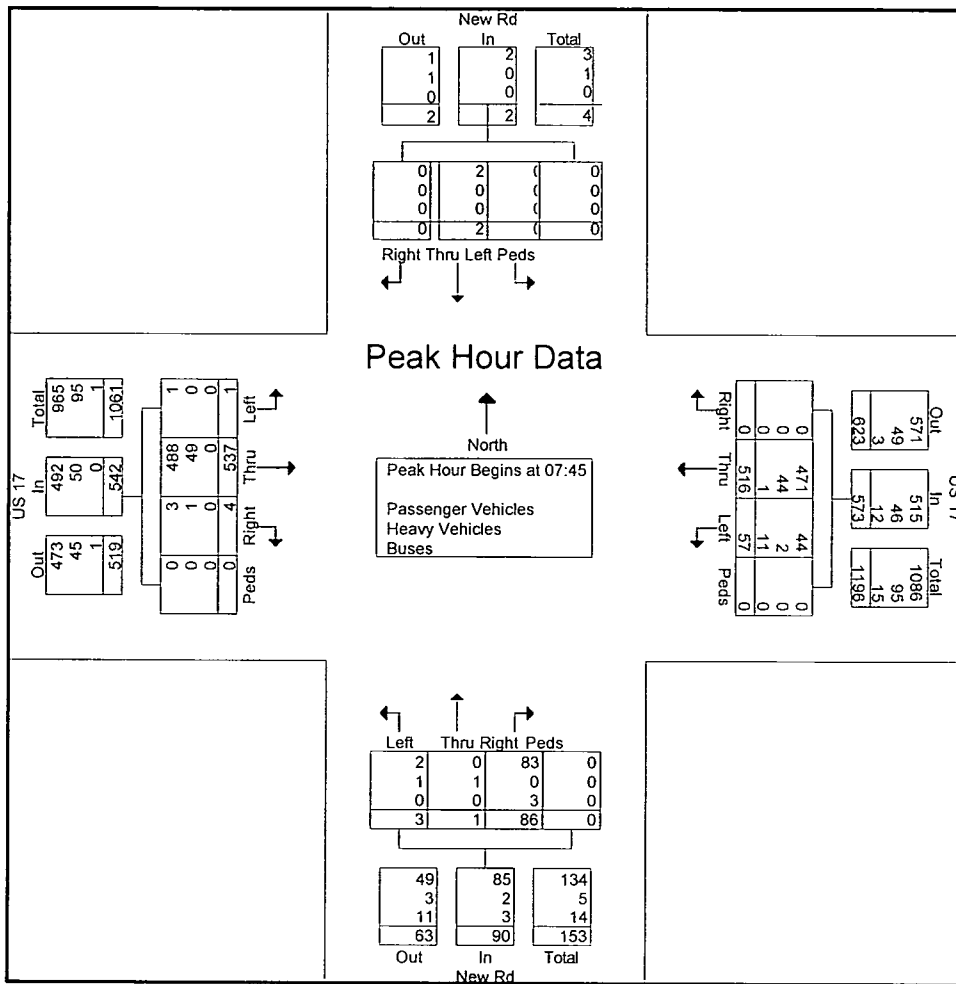 New Rd
Out In Total
1 2 3
1 0 1
0 0 0
2 2 4
0 2 0 0
0 0 0 0
0 0 0 0
0 2 0 0
Right Thru Left Peds
Peak Hour Data
North
Peak Hour Begins at 07:45
Passenger Vehicles
Heavy Vehicles
Buses
US 17
Total
965
95
1
1061
In
492
50
0
542
Out
473
45
1
519
Left
1
0
0
1
Thru
488
49
0
537
Right
3
1
0
4
Peds
0
0
0
0
Right
0
0
0
0
Thru
471
44
1
516
Left
44
2
11
57
Peds
0
0
0
0
Out
571
49
3
623
US 17
In
515
46
12
573
Total
1086
95
15
1196
Left Thru Right Peds
2 0 83 0
1 1 0 0
0 0 3 0
3 1 86 0
49 85 134
3 2 5
11 3 14
63 90 153
Out In Total
New Rd